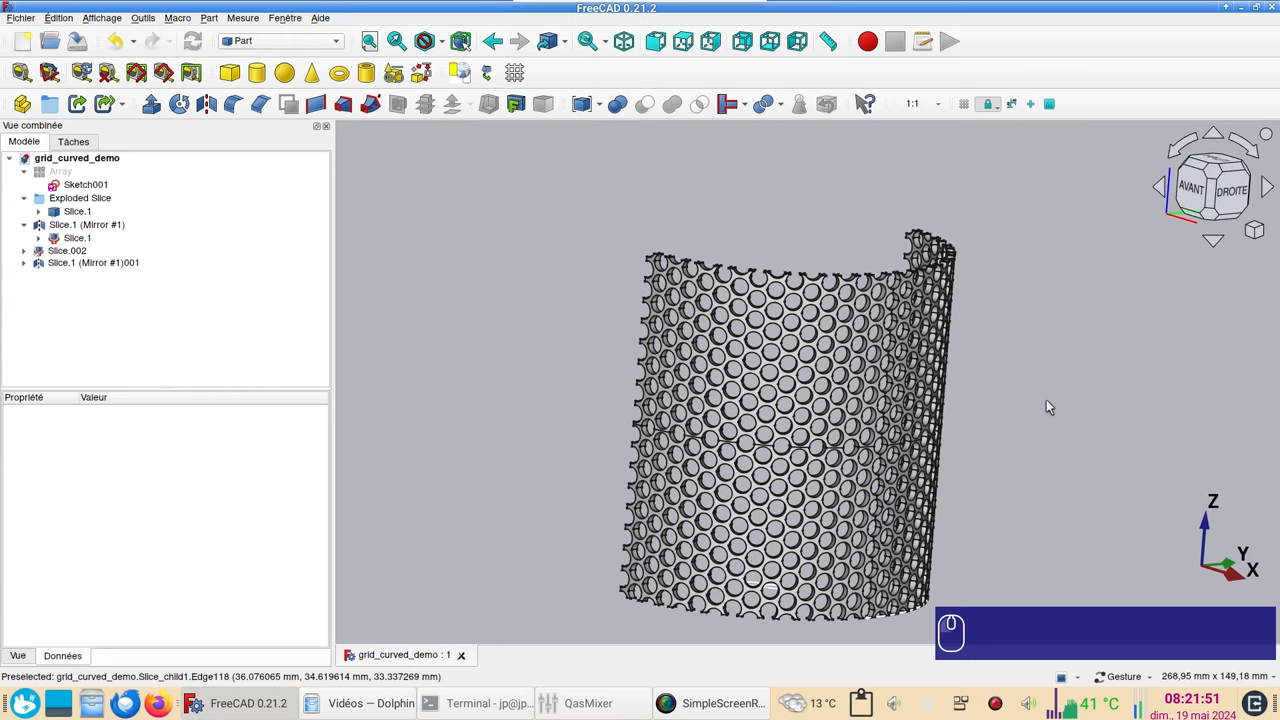 FreeCAD 0.21.2
Fichier Édition Affichage Outils Macro Part Mesure Fenêtre Aide
Part
1:1
Vue combinée
Modèle Tâches
grid_curved_demo
Array
Sketch001
Exploded Slice
Slice.1
Slice.1 (Mirror #1)
Slice.1
Slice.002
Slice.1 (Mirror #1)001
Propriété Valeur
AVANT DROITE
Z
Y
X
Vue Données
grid_curved_demo : 1
Preselected: grid_curved_demo.Slice_child1.Edge118 (36.076065 mm, 34.619614 mm, 33.337269 mm)
Gesture 268,95 mm x 149,18 mm
FreeCAD 0.21.2 Vidéos — Dolphin Terminal - jp@jp... QasMixer SimpleScreenR... 13 °C 41 °C
08:21:51
dim., 19 mai 2024